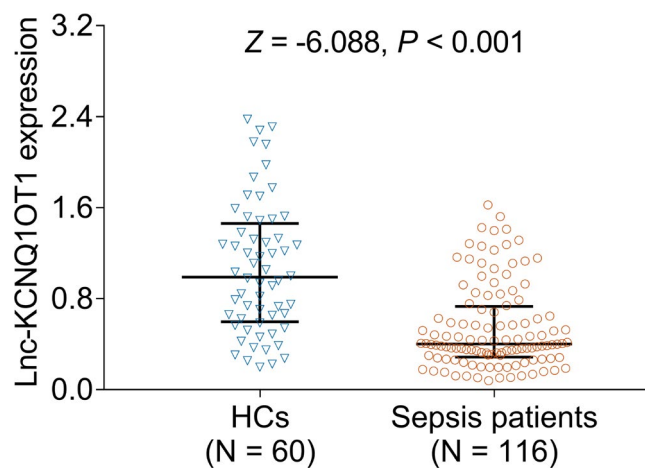 Z = -6.088, P < 0.001
Lnc-KCNQ1OT1 expression
3.2
2.4
1.6
0.8
0.0
HCs
(N = 60)
Sepsis patients
(N = 116)